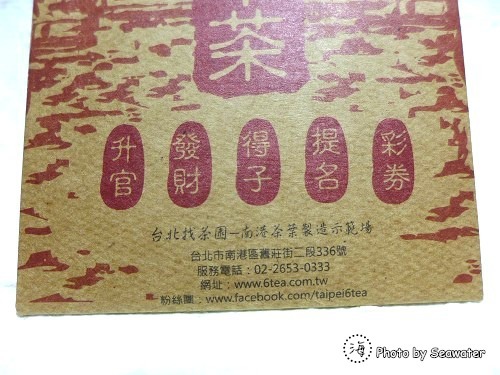 茶
升官 發財 得子 提名 彩券
台北找茶園-南港茶葉製造示範場
台北市南港區舊莊街二段336號
服務電話：02-2653-0333
網址：www.6tea.com.tw
粉絲團：www.facebook.com/taipei6tea
海 Photo by Seawater